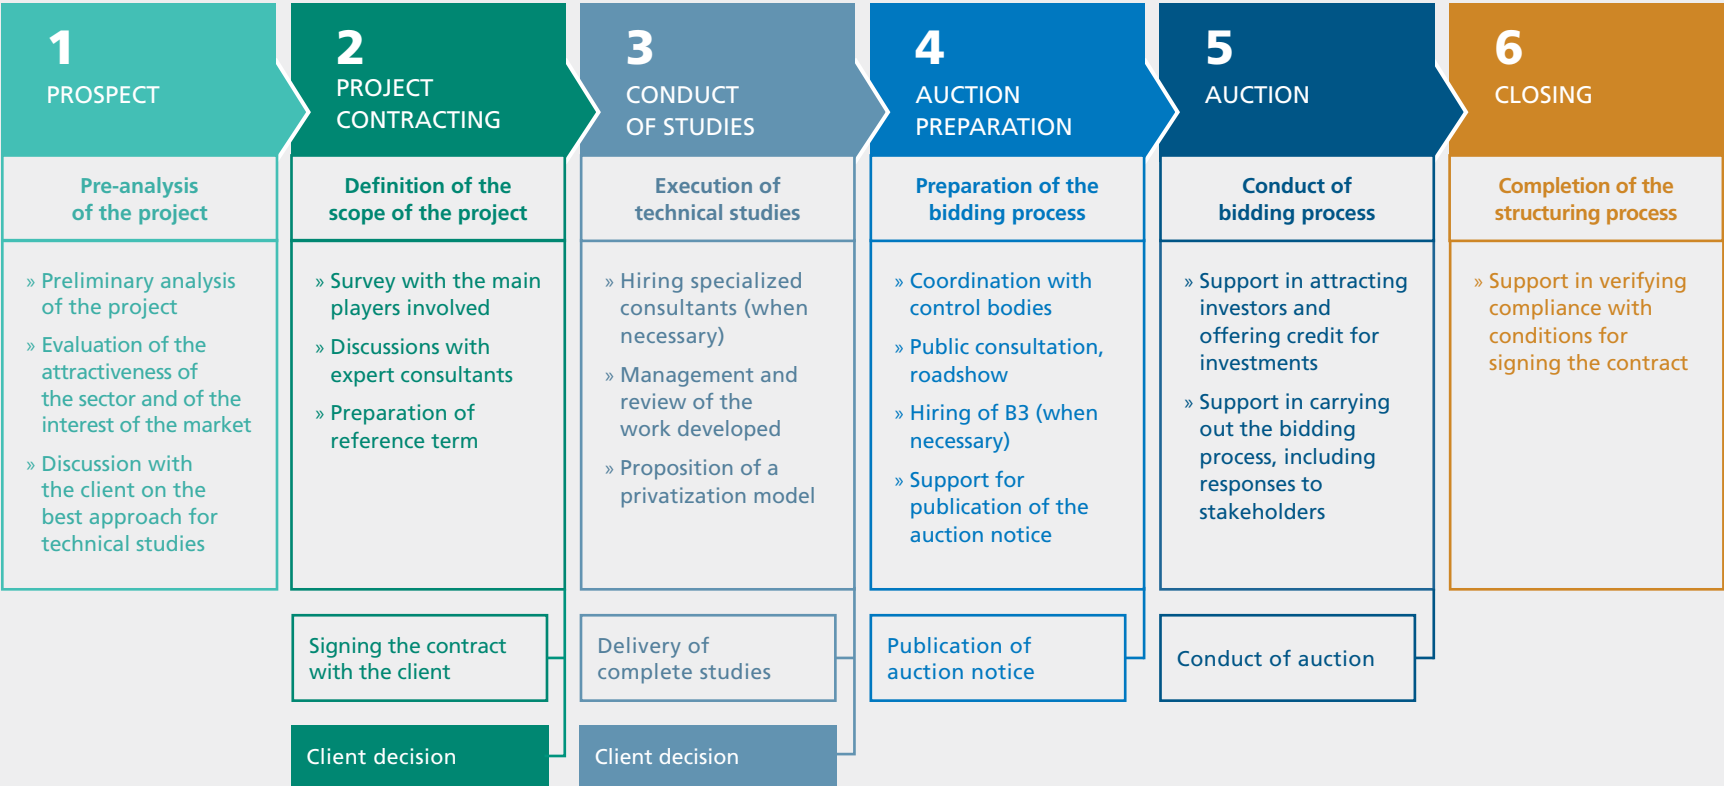 1
PROSPECT
Pre-analysis
of the project
» Preliminary analysis
of the project
» Evaluation of the
attractiveness of
the sector and of the
interest of the market
» Discussion with
the client on the
best approach for
technical studies
2
PROJECT
CONTRACTING
Definition of the
scope of the project
» Survey with the main
players involved
» Discussions with
expert consultants
» Preparation of
reference term
Signing the contract
with the client
Client decision
3
CONDUCT
OF STUDIES
Execution of
technical studies
» Hiring specialized
consultants (when
necessary)
» Management and
review of the
work developed
» Proposition of a
privatization model
Delivery of
complete studies
Client decision
4
AUCTION
PREPARATION
Preparation of the
bidding process
» Coordination with
control bodies
» Public consultation,
roadshow
» Hiring of B3 (when
necessary)
» Support for
publication of the
auction notice
Publication of
auction notice
5
AUCTION
Conduct of
bidding process
» Support in attracting
investors and
offering credit for
investments
» Support in carrying
out the bidding
process, including
responses to
stakeholders
Conduct of auction
6
CLOSING
Completion of the
structuring process
» Support in verifying
compliance with
conditions for
signing the contract